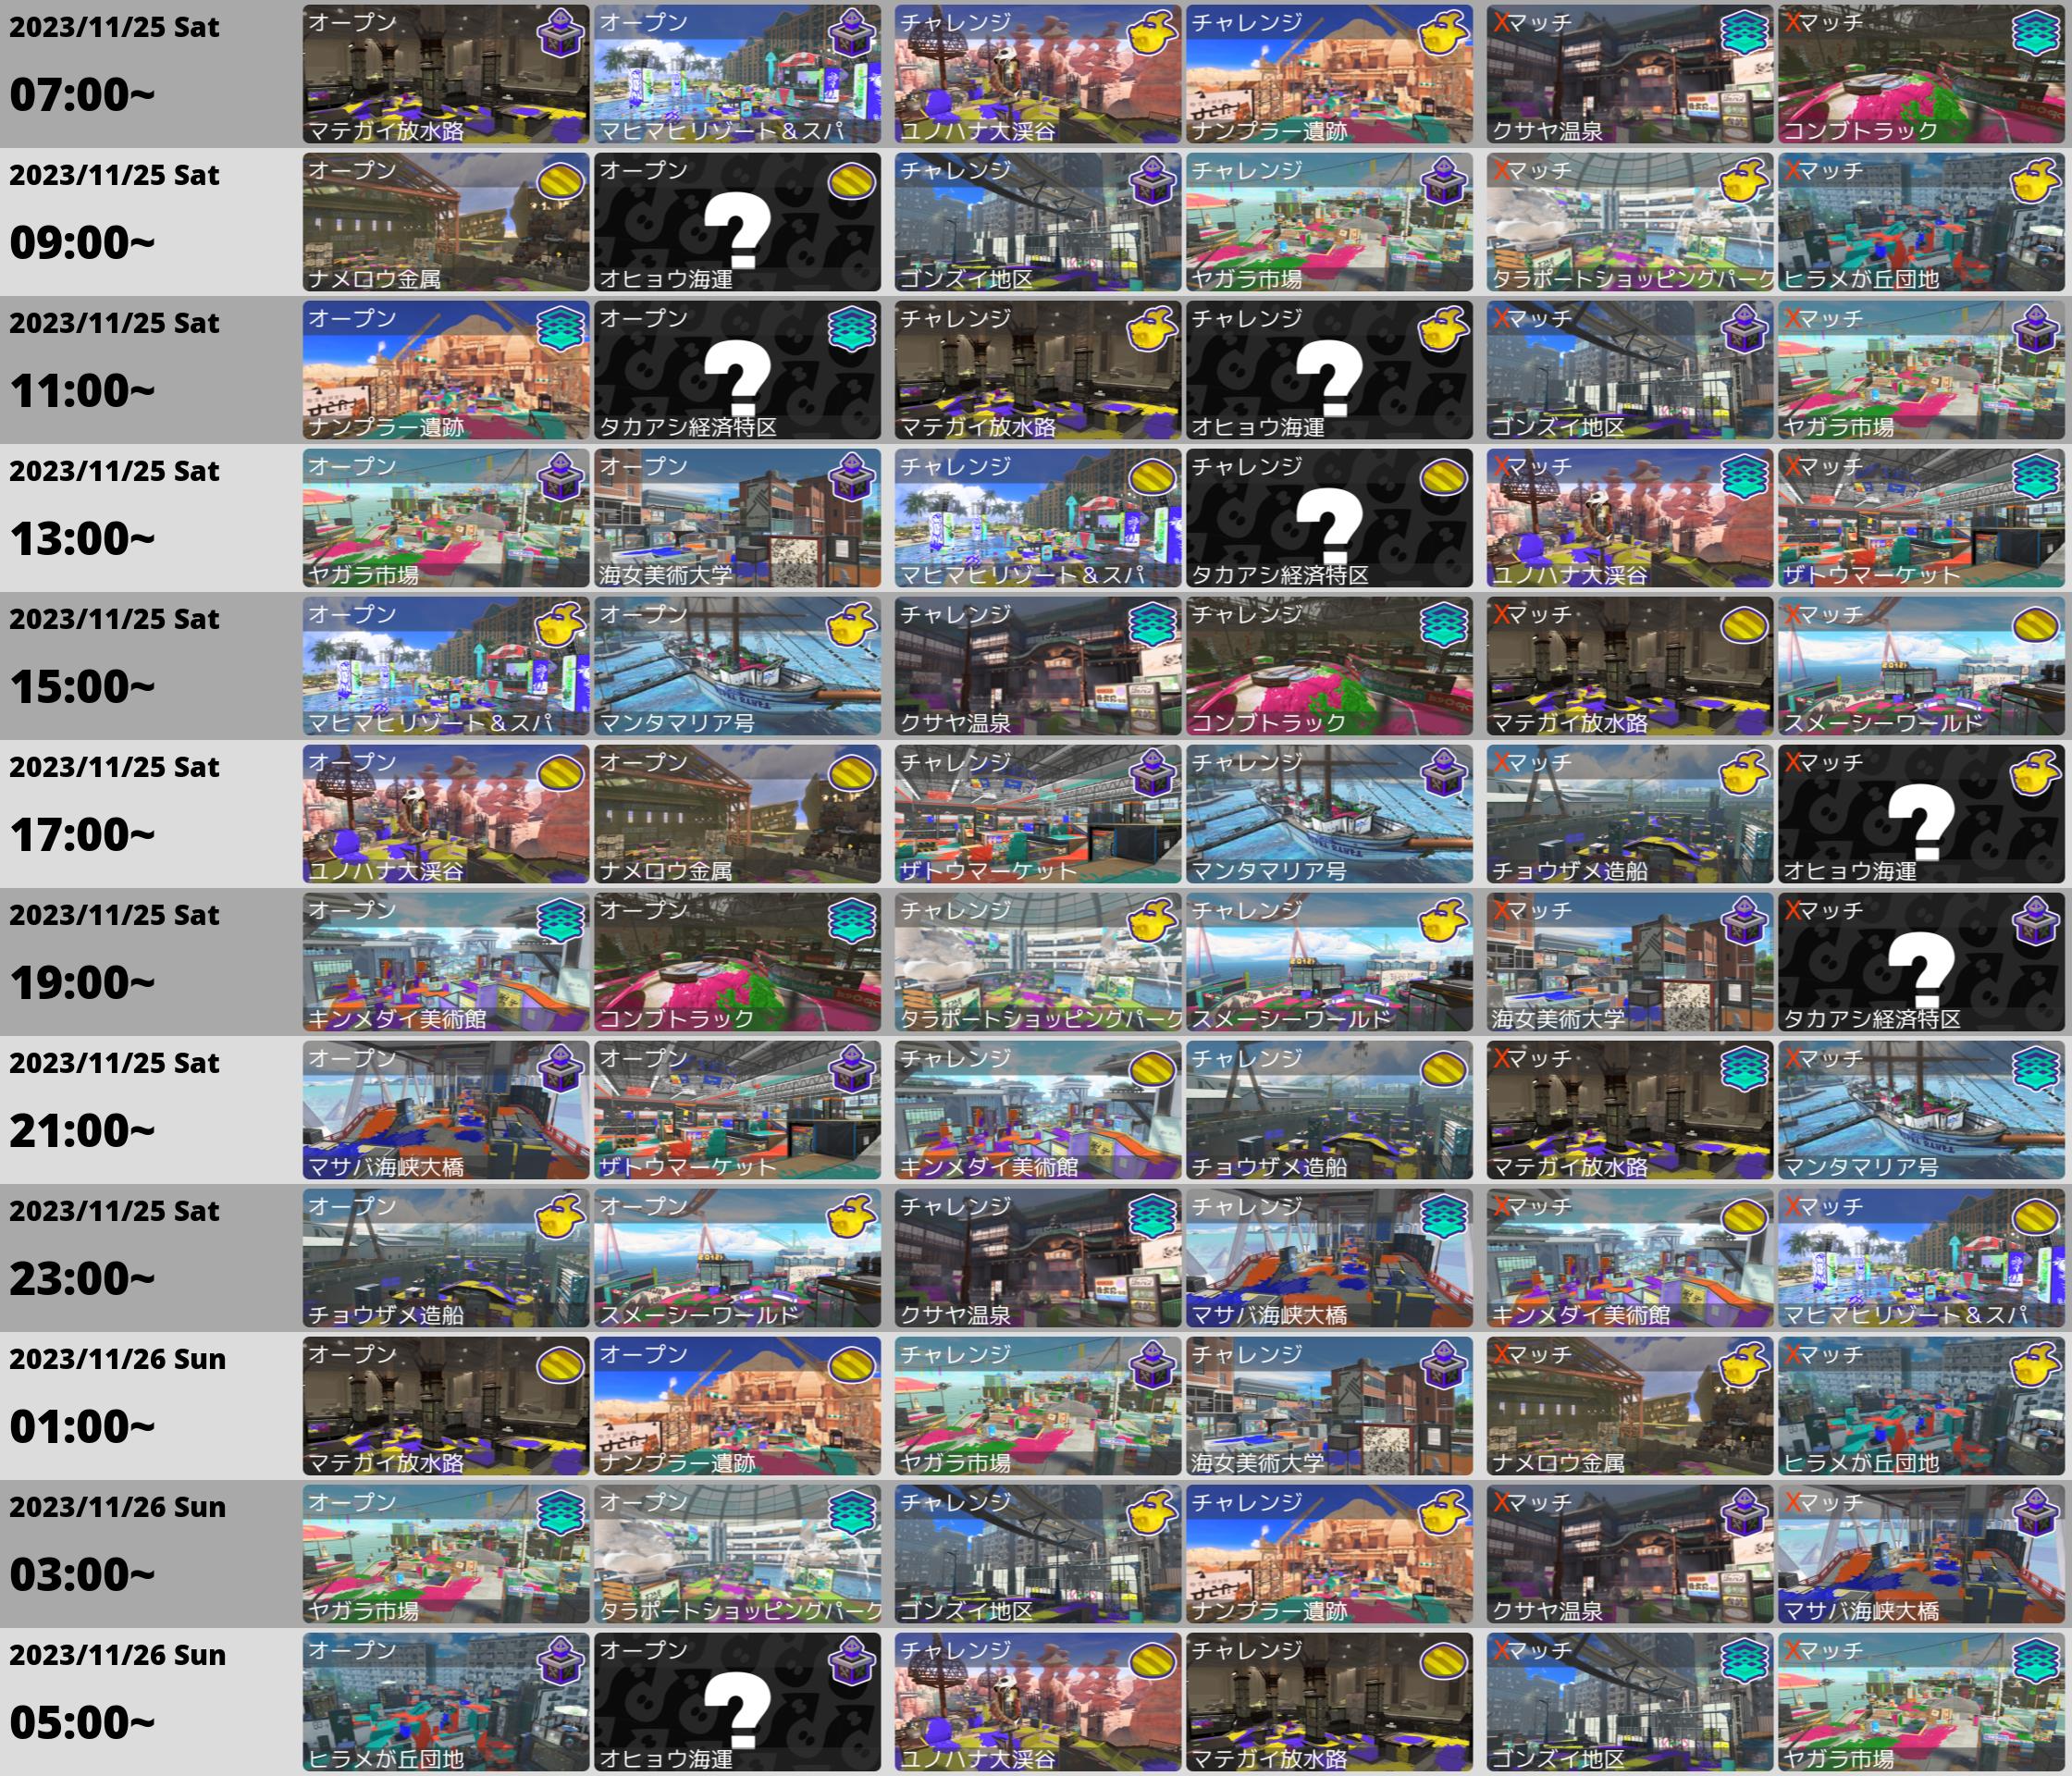 2023/11/25 Sat
07:00~
オープン オープン チャレンジ チャレンジ Xマッチ Xマッチ
マテガイ放水路 マヒマヒリゾート＆スパ ユノハナ大渓谷 ナンプラー遺跡 クサヤ温泉 コンブトラック
2023/11/25 Sat
09:00~
オープン オープン チャレンジ チャレンジ Xマッチ Xマッチ
ナメロウ金属 オヒョウ海運 ゴンズイ地区 ヤガラ市場 タラポートショッピングパーク ヒラメが丘団地
2023/11/25 Sat
11:00~
オープン オープン チャレンジ チャレンジ Xマッチ Xマッチ
ナンプラー遺跡 タカアシ経済特区 マテガイ放水路 オヒョウ海運 ゴンズイ地区 ヤガラ市場
2023/11/25 Sat
13:00~
オープン オープン チャレンジ チャレンジ Xマッチ Xマッチ
ヤガラ市場 海女美術大学 マヒマヒリゾート＆スパ タカアシ経済特区 ユノハナ大渓谷 ザトウマーケット
2023/11/25 Sat
15:00~
オープン オープン チャレンジ チャレンジ Xマッチ Xマッチ
マヒマヒリゾート＆スパ マンタマリア号 クサヤ温泉 コンブトラック マテガイ放水路 スメーシーワールド
2023/11/25 Sat
17:00~
オープン オープン チャレンジ チャレンジ Xマッチ Xマッチ
ユノハナ大渓谷 ナメロウ金属 ザトウマーケット マンタマリア号 チョウザメ造船 オヒョウ海運
2023/11/25 Sat
19:00~
オープン オープン チャレンジ チャレンジ Xマッチ Xマッチ
キンメダイ美術館 コンブトラック タラポートショッピングパーク スメーシーワールド 海女美術大学 タカアシ経済特区
2023/11/25 Sat
21:00~
オープン オープン チャレンジ チャレンジ Xマッチ Xマッチ
マサバ海峡大橋 ザトウマーケット キンメダイ美術館 チョウザメ造船 マテガイ放水路 マンタマリア号
2023/11/25 Sat
23:00~
オープン オープン チャレンジ チャレンジ Xマッチ Xマッチ
チョウザメ造船 スメーシーワールド クサヤ温泉 マサバ海峡大橋 キンメダイ美術館 マヒマヒリゾート＆スパ
2023/11/26 Sun
01:00~
オープン オープン チャレンジ チャレンジ Xマッチ Xマッチ
マテガイ放水路 ナンプラー遺跡 ヤガラ市場 海女美術大学 ナメロウ金属 ヒラメが丘団地
2023/11/26 Sun
03:00~
オープン オープン チャレンジ チャレンジ Xマッチ Xマッチ
ヤガラ市場 タラポートショッピングパーク ゴンズイ地区 ナンプラー遺跡 クサヤ温泉 マサバ海峡大橋
2023/11/26 Sun
05:00~
オープン オープン チャレンジ チャレンジ Xマッチ Xマッチ
ヒラメが丘団地 オヒョウ海運 ユノハナ大渓谷 マテガイ放水路 ゴンズイ地区 ヤガラ市場